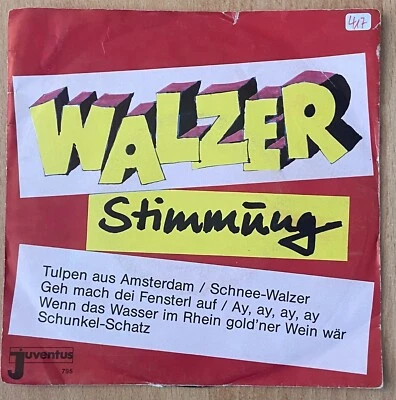 417
WALZER
Stimmung
Tulpen aus Amsterdam / Schnee-Walzer
Geh mach dei Fensterl auf / Ay, ay, ay, ay
Wenn das Wasser im Rhein gold'ner Wein wär
Schunkel-Schatz
juventus
756